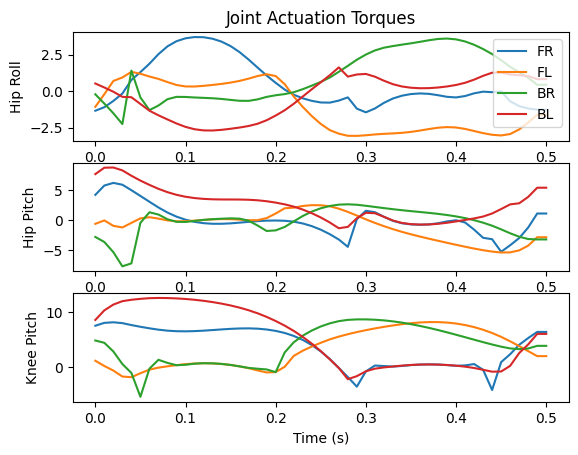 Joint Actuation Torques
Hip Roll
2.5
0.0
−2.5
FR
FL
BR
BL
0.0 0.1 0.2 0.3 0.4 0.5
Hip Pitch
5
0
−5
0.0 0.1 0.2 0.3 0.4 0.5
Knee Pitch
10
0
0.0 0.1 0.2 0.3 0.4 0.5
Time (s)